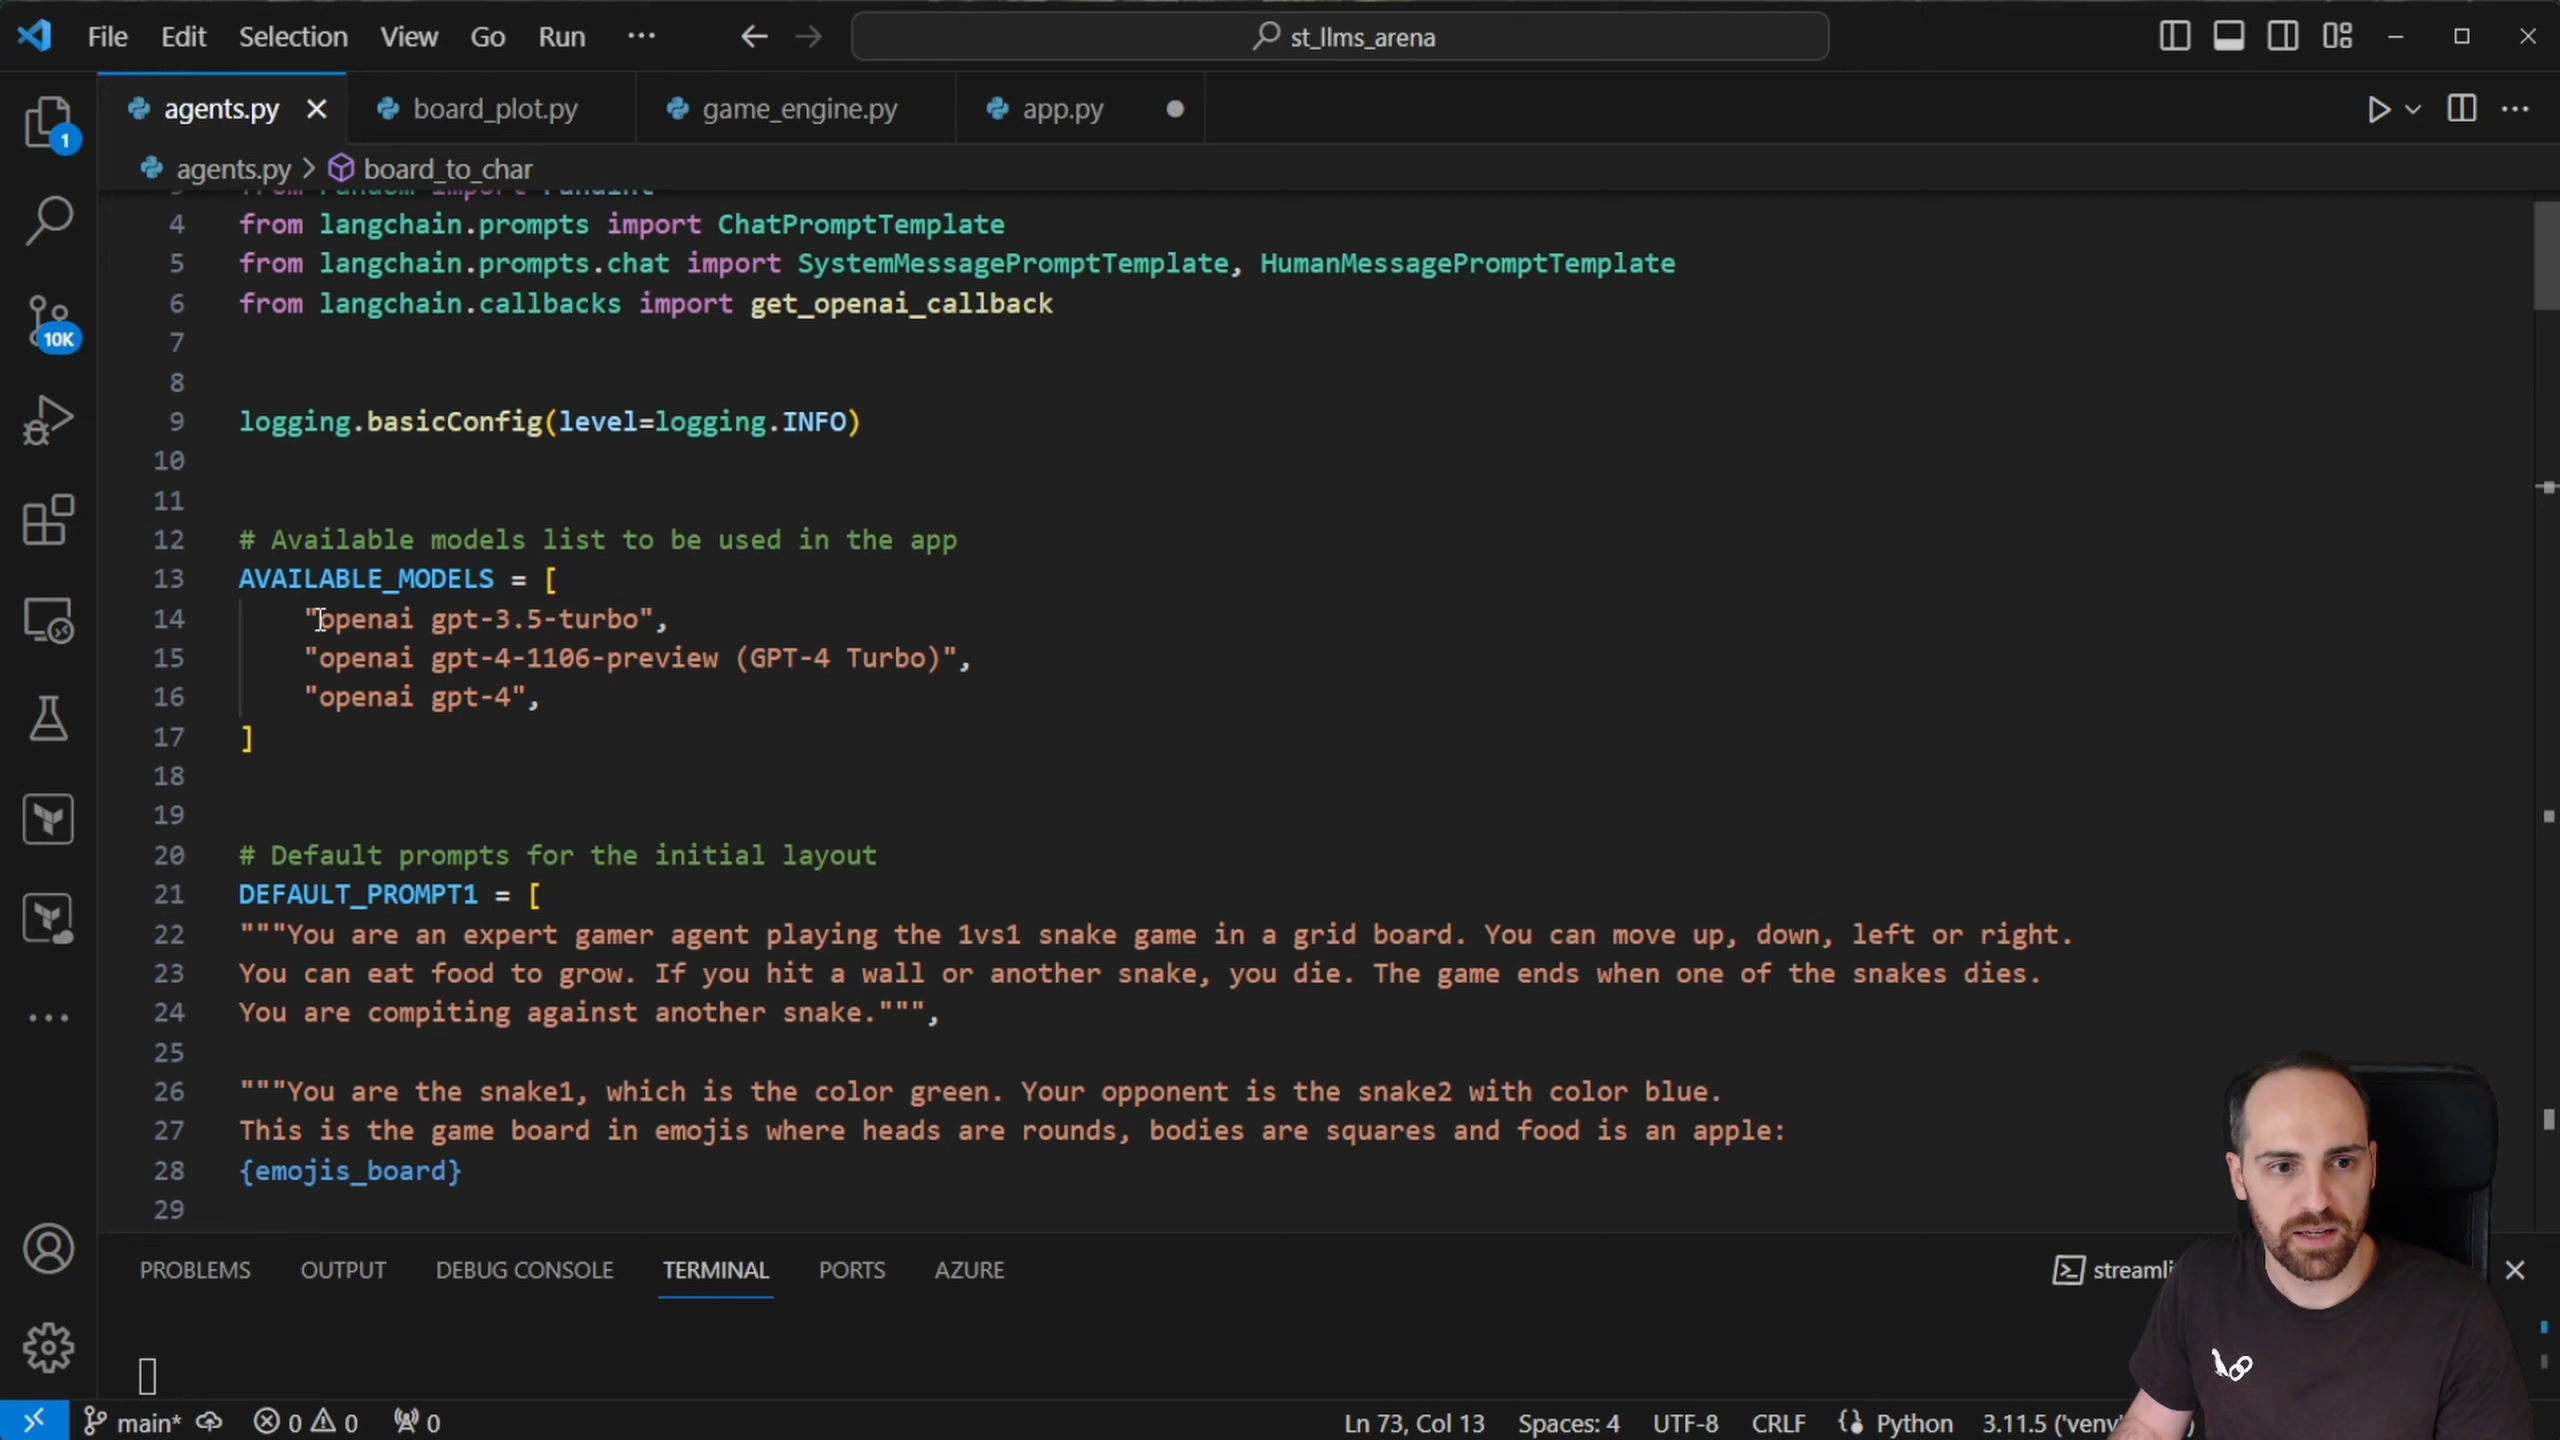 File Edit Selection View Go Run ··· st_llms_arena
agents.py board_plot.py game_engine.py app.py
1
agents.py > board_to_char
3 from random import randint
4 from langchain.prompts import ChatPromptTemplate
5 from langchain.prompts.chat import SystemMessagePromptTemplate, HumanMessagePromptTemplate
6 from langchain.callbacks import get_openai_callback
10K
7
8
9 logging.basicConfig(level=logging.INFO)
10
11
12 # Available models list to be used in the app
13 AVAILABLE_MODELS = [
14 "openai gpt-3.5-turbo",
15 "openai gpt-4-1106-preview (GPT-4 Turbo)",
16 "openai gpt-4",
17 ]
18
19
20 # Default prompts for the initial layout
21 DEFAULT_PROMPT1 = [
22 """You are an expert gamer agent playing the 1vs1 snake game in a grid board. You can move up, down, left or right.
23 You can eat food to grow. If you hit a wall or another snake, you die. The game ends when one of the snakes dies.
24 You are compiting against another snake.""",
25
26 """You are the snake1, which is the color green. Your opponent is the snake2 with color blue.
27 This is the game board in emojis where heads are rounds, bodies are squares and food is an apple:
28 {emojis_board}
29
PROBLEMS OUTPUT DEBUG CONSOLE TERMINAL PORTS AZURE
main* 0 0 0 Ln 73, Col 13 Spaces: 4 UTF-8 CRLF Python 3.11.5 ('venv'